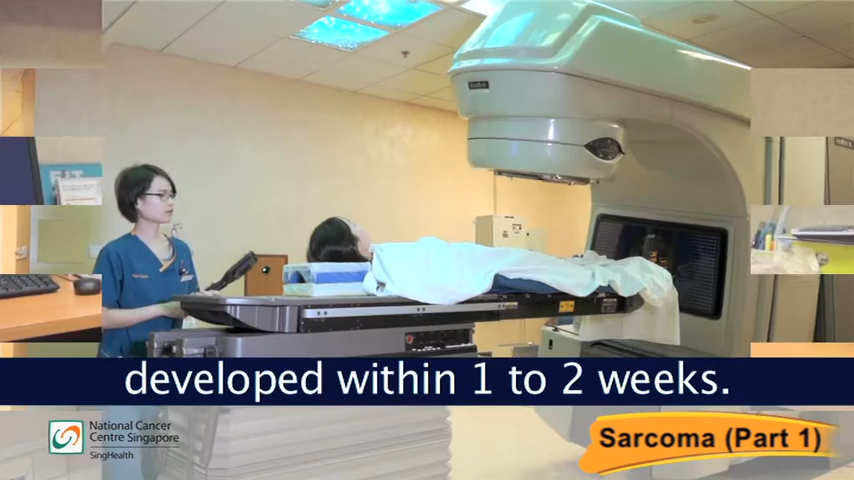 developed within 1 to 2 weeks.
National Cancer
Centre Singapore
SingHealth
Sarcoma (Part 1)